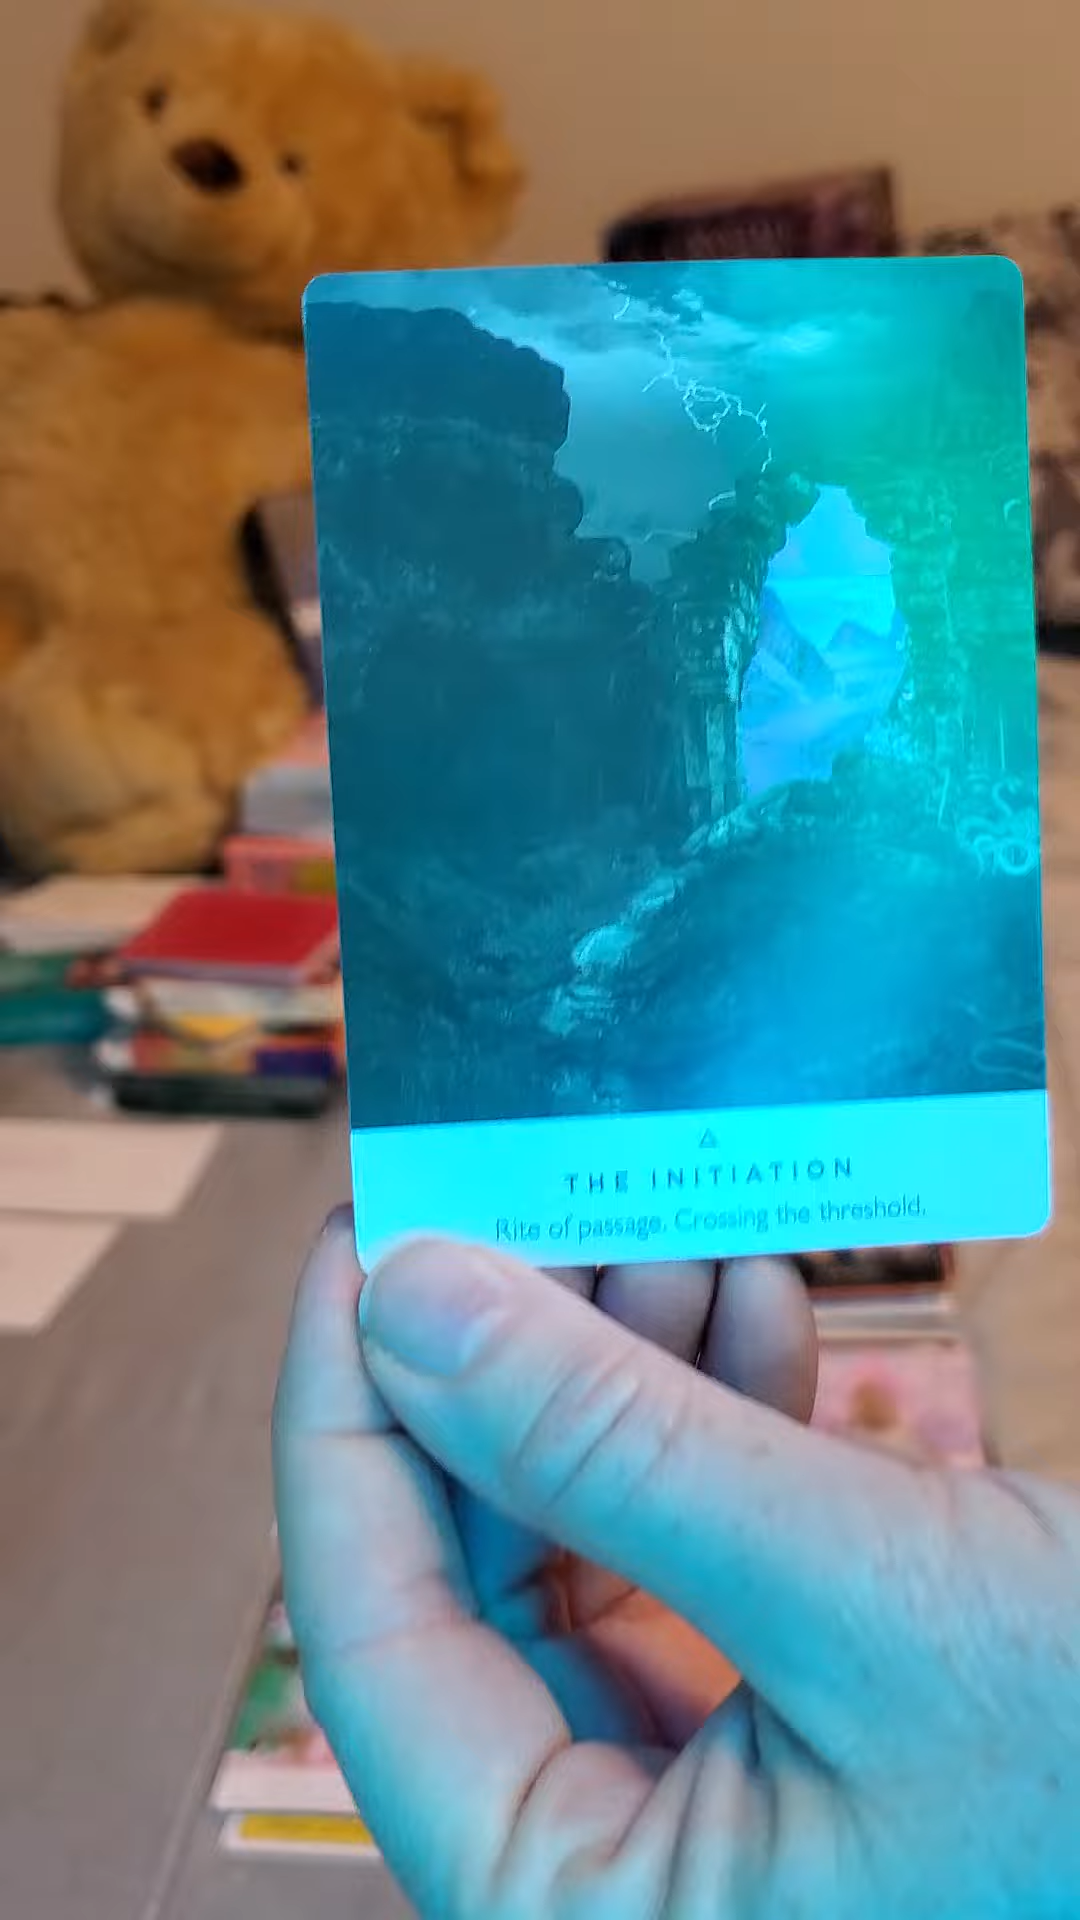 THE INITIATION
Rite of passage. Crossing the threshold.